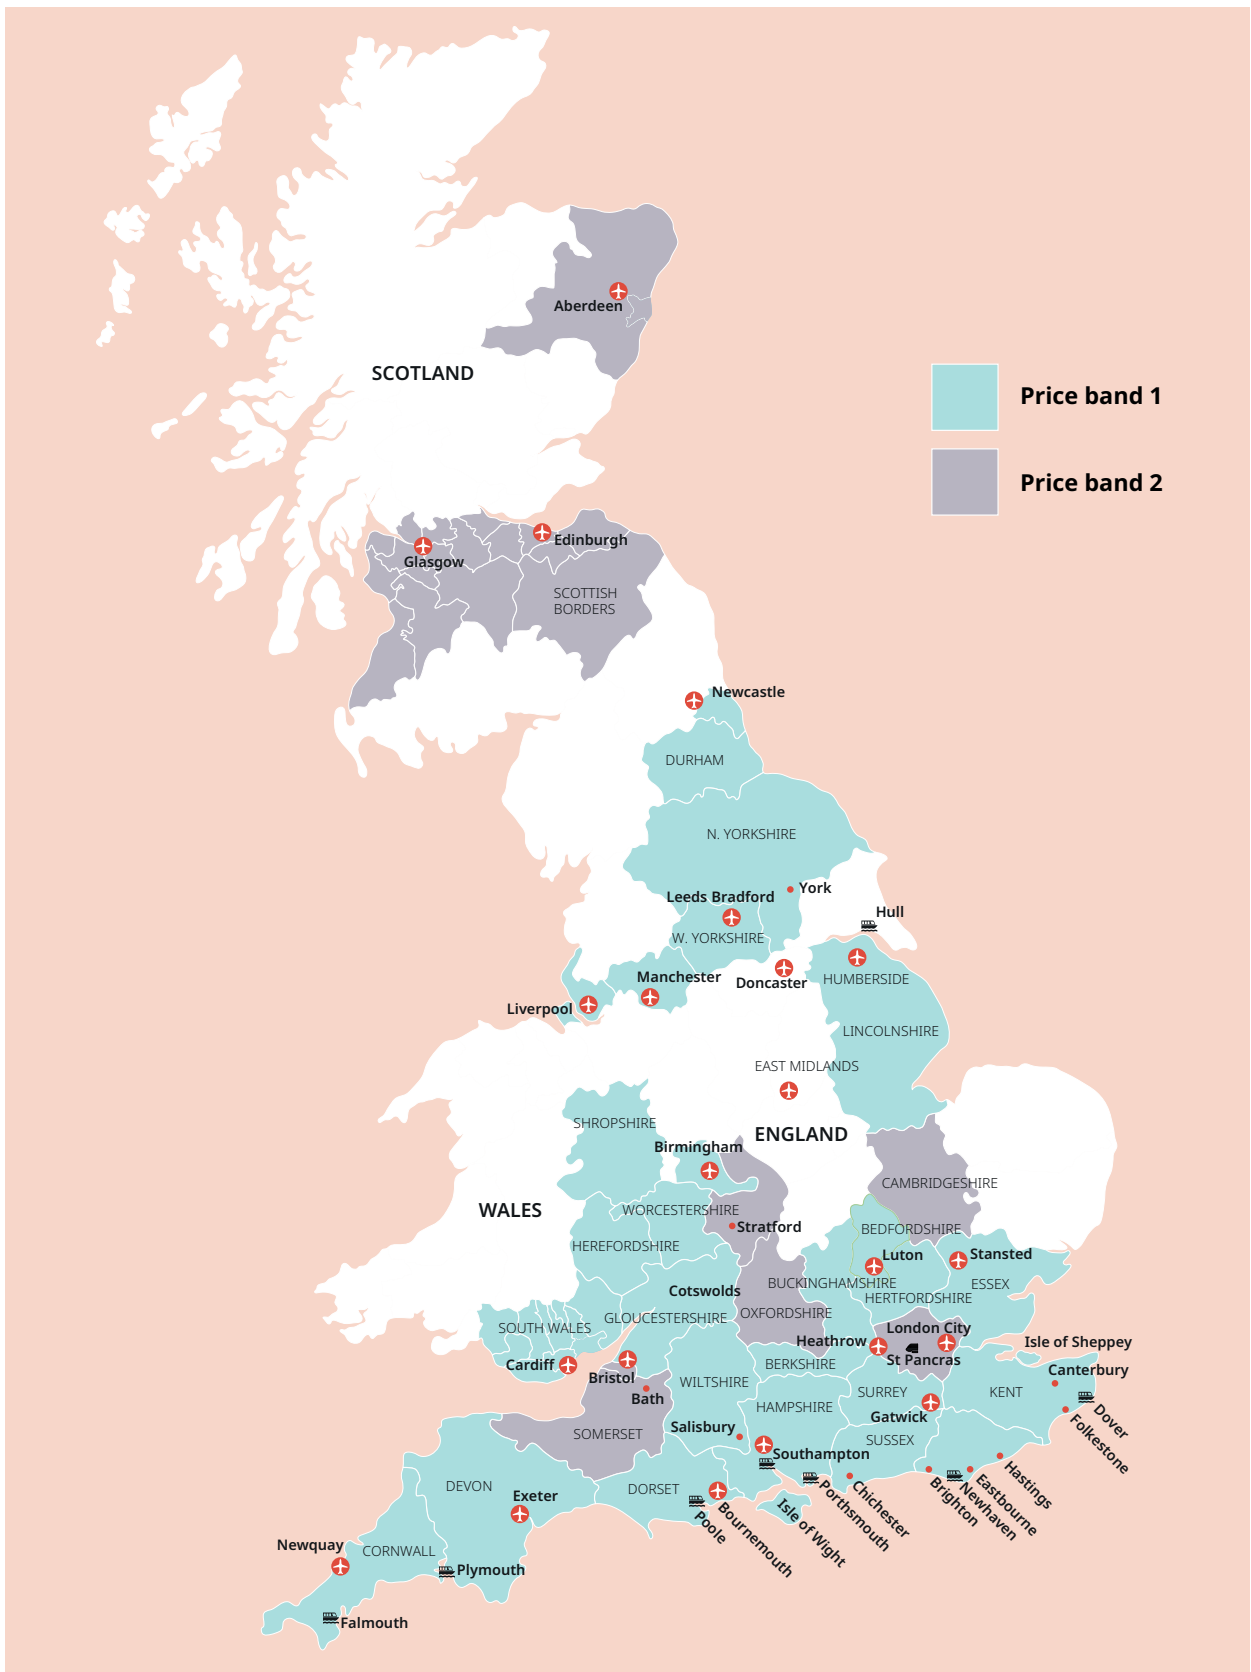 Aberdeen
SCOTLAND
Price band 1
Price band 2
Edinburgh
Glasgow
SCOTTISH
BORDERS
Newcastle
DURHAM
N. YORKSHIRE
York
Leeds Bradford
Hull
W. YORKSHIRE
Manchester
Doncaster
HUMBERSIDE
Liverpool
LINCOLNSHIRE
EAST MIDLANDS
SHROPSHIRE
ENGLAND
Birmingham
CAMBRIDGESHIRE
WALES
WORCESTERSHIRE
Stratford
BEDFORDSHIRE
HEREFORDSHIRE
Luton
Stansted
BUCKINGHAMSHIRE
ESSEX
Cotswolds
HERTFORDSHIRE
OXFORDSHIRE
GLOUCESTERSHIRE
SOUTH WALES
London City
Heathrow
Isle of Sheppey
St Pancras
Cardiff
BERKSHIRE
Canterbury
Bristol
WILTSHIRE
SURREY
KENT
Bath
HAMPSHIRE
Gatwick
Dover
Folkestone
Salisbury
SOMERSET
SUSSEX
Southampton
Hastings
DEVON
DORSET
Exeter
Eastbourne
Newhaven
Brighton
Chichester
Porthsmouth
Isle of Wight
Bournemouth
Poole
Newquay
CORNWALL
Plymouth
Falmouth